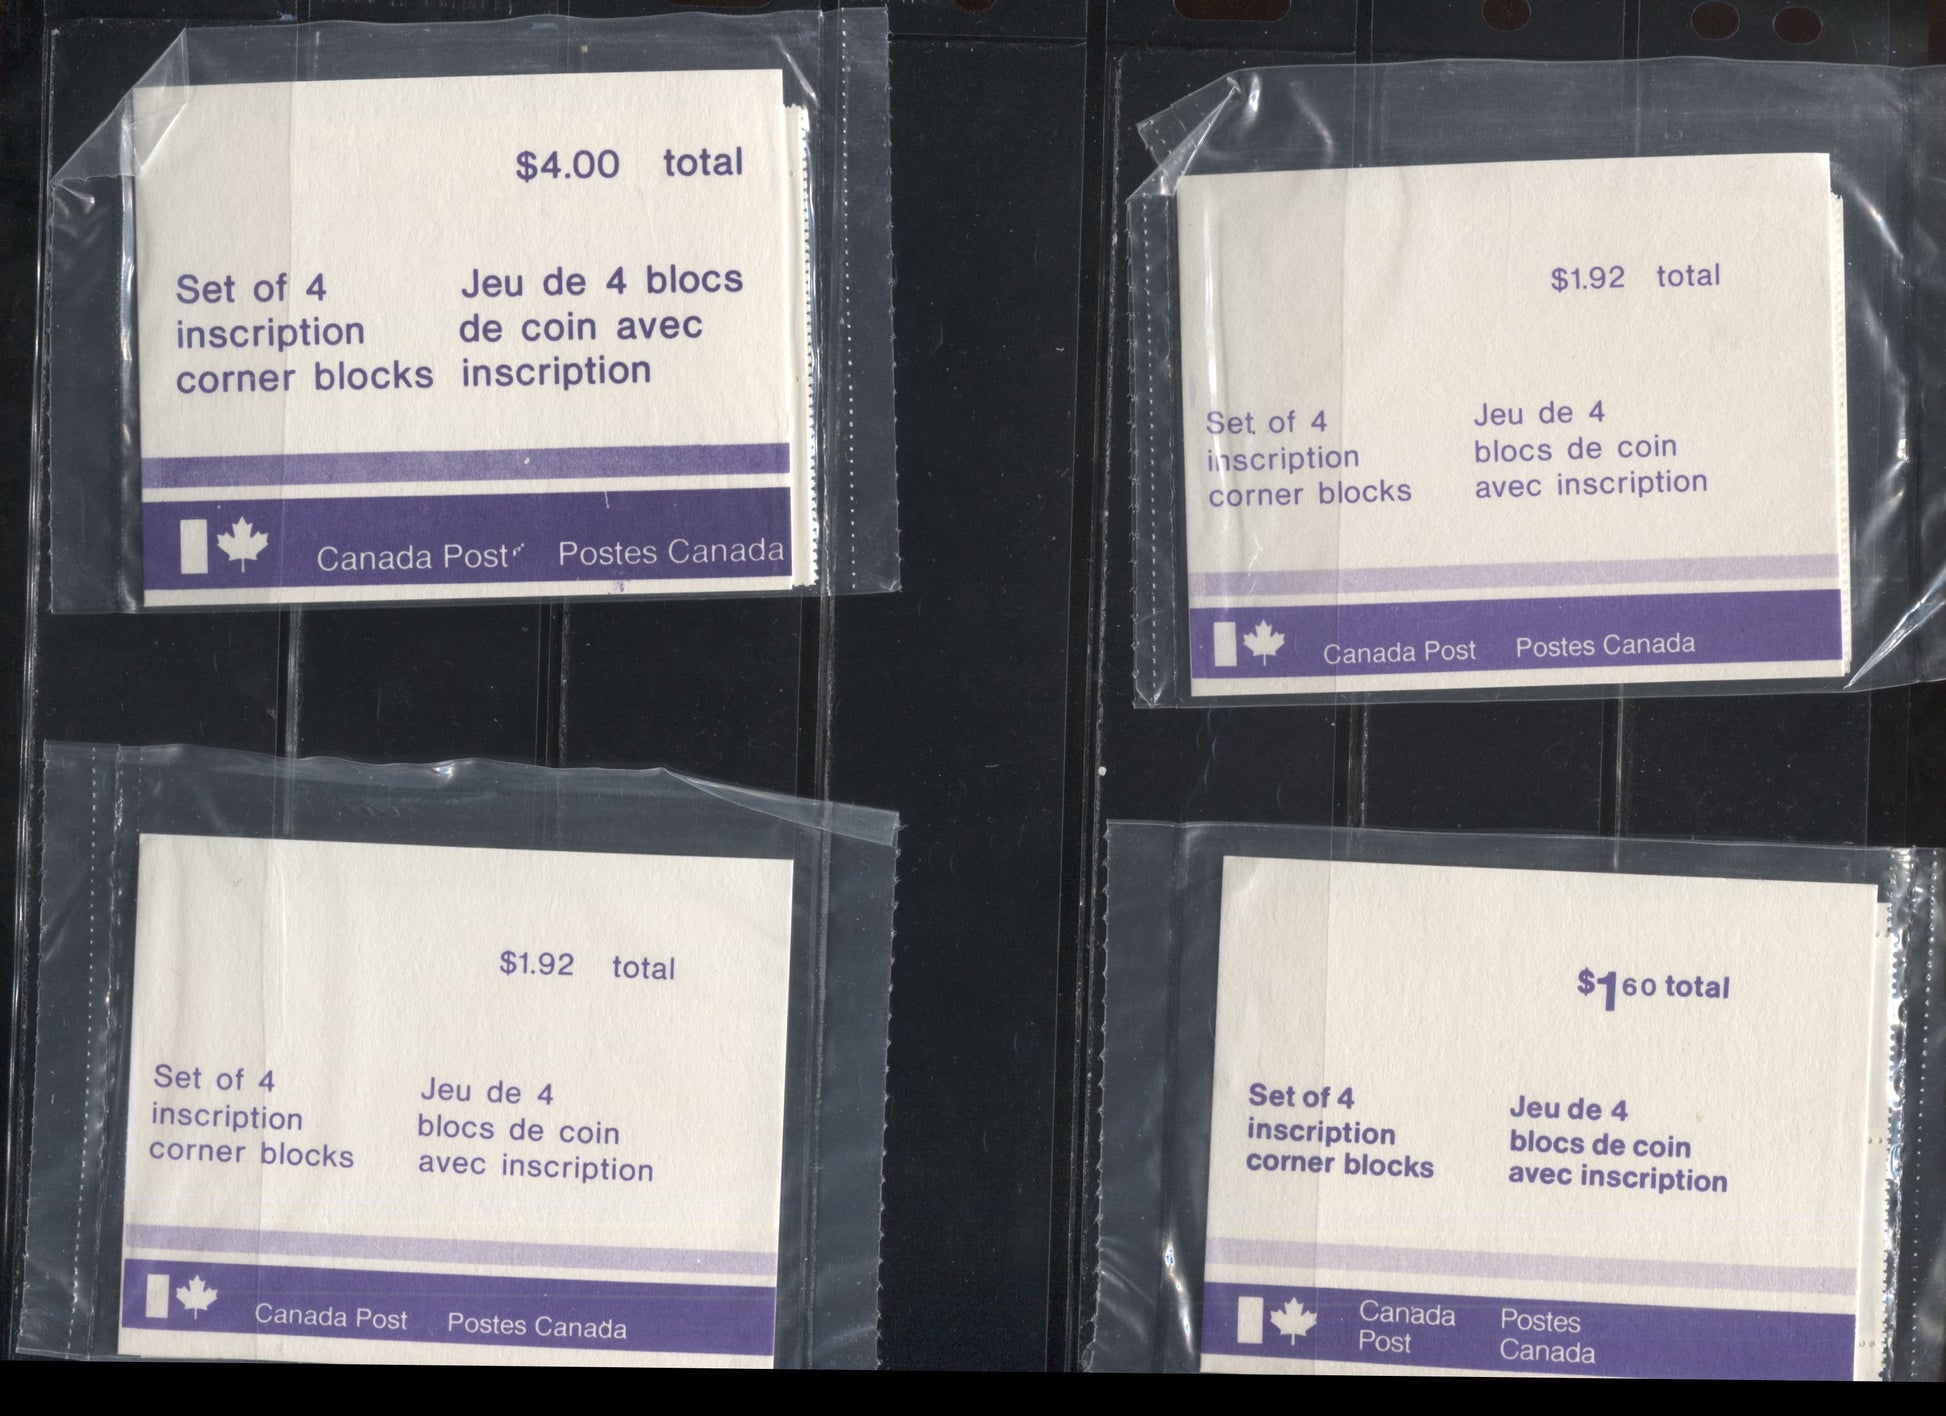 $4.00 total
Set of 4
inscription
corner blocks
Jeu de 4 blocs
de coin avec
inscription
Canada Post Postes Canada
$1.92 total
Set of 4
inscription
corner blocks
Jeu de 4
blocs de coin
avec inscription
Canada Post Postes Canada
$1.92 total
Set of 4
inscription
corner blocks
Jeu de 4
blocs de coin
avec inscription
Canada Post Postes Canada
$1 60 total
Set of 4
inscription
corner blocks
Jeu de 4
blocs de coin
avec inscription
Canada
Post
Postes
Canada